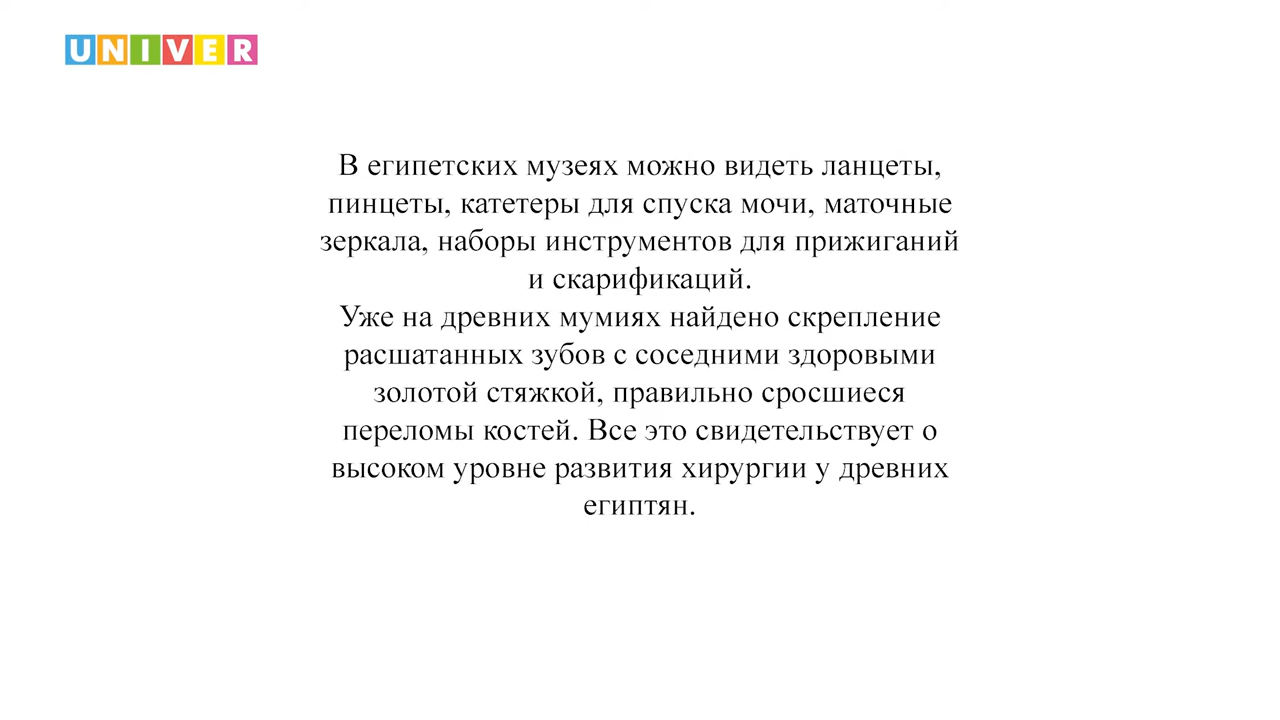 UNIVER
В египетских музеях можно видеть ланцеты,
пинцеты, катетеры для спуска мочи, маточные
зеркала, наборы инструментов для прижиганий
и скарификаций.
Уже на древних мумиях найдено скрепление
расшатанных зубов с соседними здоровыми
золотой стяжкой, правильно сросшиеся
переломы костей. Все это свидетельствует о
высоком уровне развития хирургии у древних
египтян.